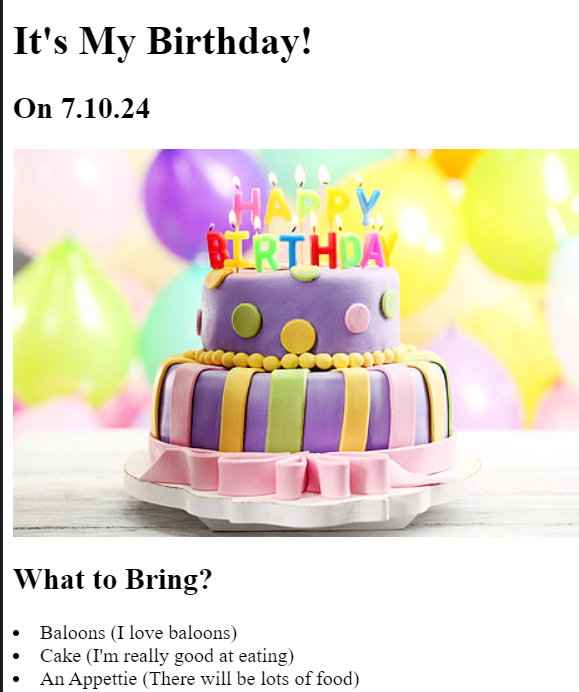 It's My Birthday!
On 7.10.24
HAPPY
BIRTHDAY
What to Bring?
Baloons (I love baloons)
Cake (I'm really good at eating)
An Appettie (There will be lots of food)